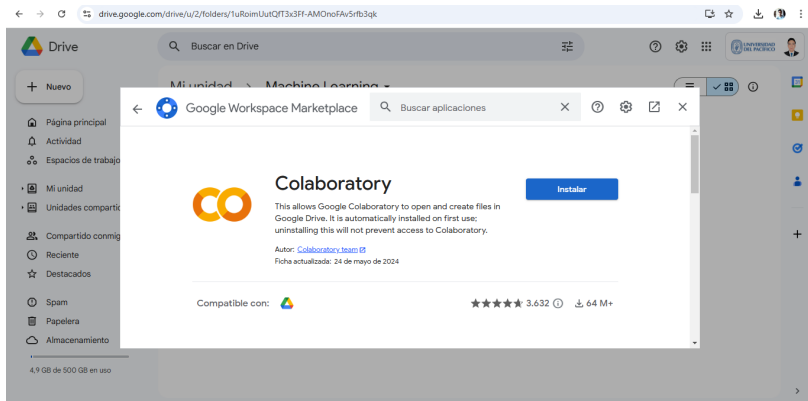 drive.google.com/drive/u/2/folders/1uRoimUutQfT3x3Ff-AMOnoFAv5rfb3qk
Drive
Buscar en Drive
UNIVERSIDAD
DEL PACÍFICO
Nuevo
Mi unidad > Machine Learning
Google Workspace Marketplace
Buscar aplicaciones
Página principal
Actividad
Espacios de trabajo
Mi unidad
Unidades compartid
Compartido conmig
Reciente
Destacados
Spam
Papelera
Almacenamiento
4,9 GB de 500 GB en uso
Colaboratory
Instalar
This allows Google Colaboratory to open and create files in
Google Drive. It is automatically installed on first use;
uninstalling this will not prevent access to Colaboratory.
Autor: Colaboratory team
Ficha actualizada: 24 de mayo de 2024
Compatible con:
3.632
64 M+